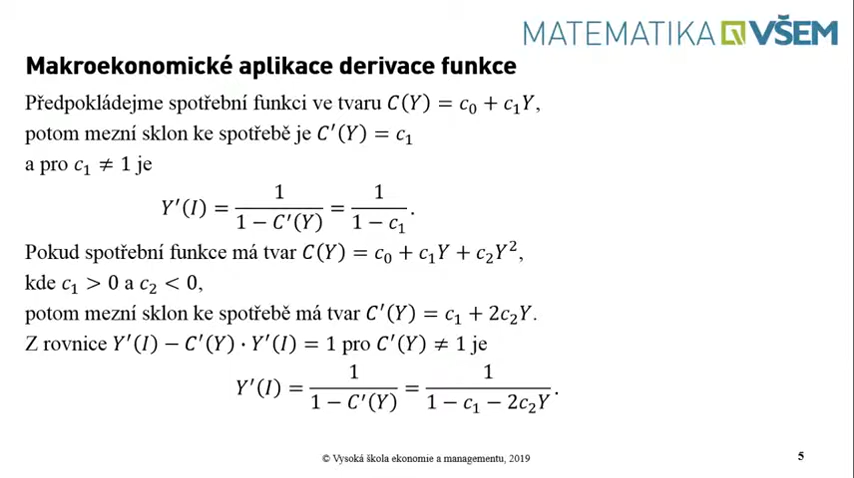 MATEMATIKA VŠEM
Makroekonomické aplikace derivace funkce
Předpokládejme spotřební funkci ve tvaru C(Y) = c₀ + c₁Y,
potom mezní sklon ke spotřebě je C′(Y) = c₁
a pro c₁ ≠ 1 je
Y′(I) = 1 / (1 − C′(Y)) = 1 / (1 − c₁).
Pokud spotřební funkce má tvar C(Y) = c₀ + c₁Y + c₂Y²,
kde c₁ > 0 a c₂ < 0,
potom mezní sklon ke spotřebě má tvar C′(Y) = c₁ + 2c₂Y.
Z rovnice Y′(I) − C′(Y) · Y′(I) = 1 pro C′(Y) ≠ 1 je
Y′(I) = 1 / (1 − C′(Y)) = 1 / (1 − c₁ − 2c₂Y).
© Vysoká škola ekonomie a managementu, 2019
5